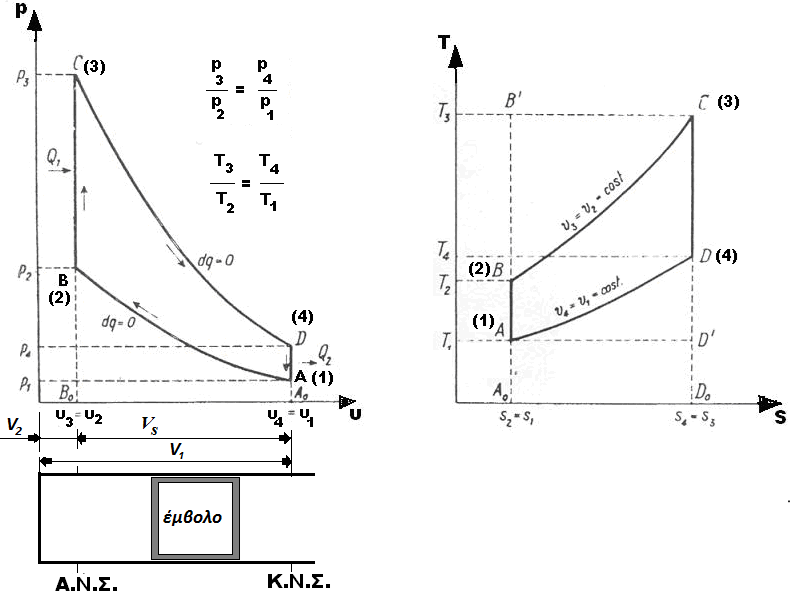 p
C (3)
p₃
p₃/p₂ = p₄/p₁
Q₁
T₃/T₂ = T₄/T₁
dq=0
p₂
B
(2)
dq=0
(4)
D
p₄
Q₂
p₁
A (1)
B₀
A₀
υ₃=υ₂
υ₄=υ₁
υ
V₂
Vₛ
V₁
έμβολο
Α.Ν.Σ.
Κ.Ν.Σ.
T
B'
C (3)
T₃
υ₃=υ₂=cost
T₄
D (4)
(2) B
T₂
υ₄=υ₁=cost.
(1)
A
T₁
D'
A₀
D₀
s₂=s₁
s₄=s₃
S